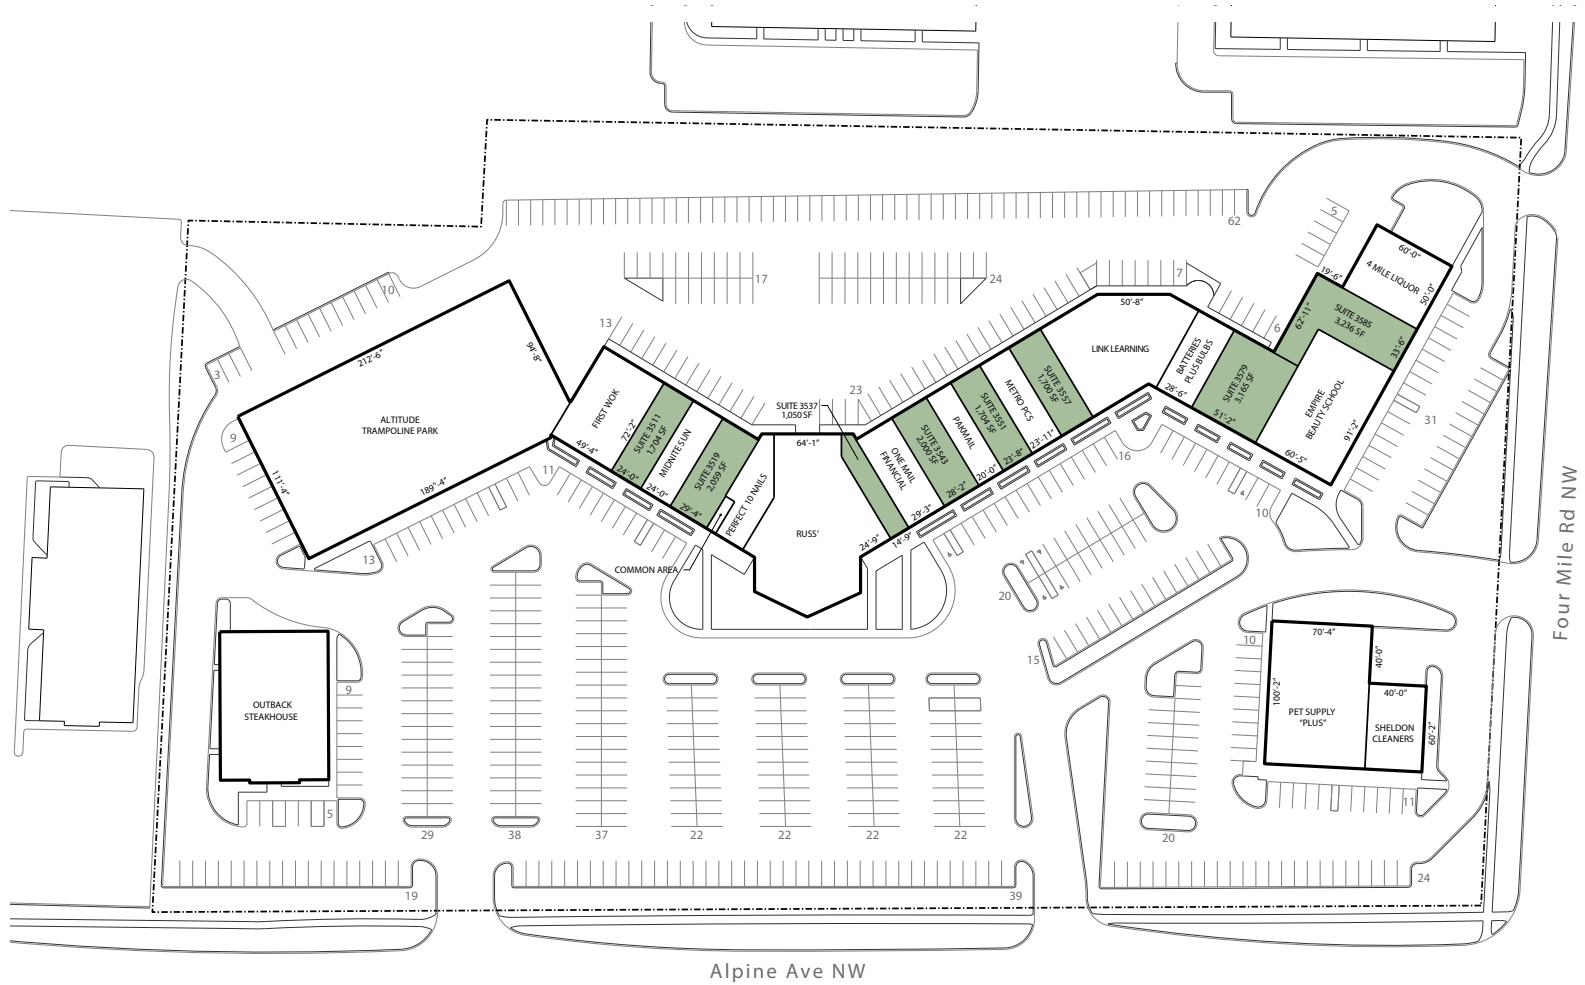 62
5
17
24
7
10
13
6
3
23
31
9
11
16
10
13
20
15
10
9
5
29
38
37
22
22
22
22
20
11
19
39
24
212'-6"
94'-8"
ALTITUDE
TRAMPOLINE PARK
111'-4"
189'-4"
FIRST WOK
49'-4"
72'-2"
SUITE 3511
1,704 SF
24'-0"
MIDNITE SUN
24'-0"
SUITE 3519
2,059 SF
29'-4"
COMMON AREA
PERFECT 10 NAILS
64'-1"
RUSS'
24'-9"
SUITE 3537
1,050 SF
14'-9"
ONE MAIL
FINANCIAL
29'-3"
SUITE 3543
2,000 SF
28'-2"
PAKMAIL
20'-0"
SUITE 3551
1,704 SF
23'-8"
METRO PCS
23'-11"
SUITE 3557
1,700 SF
50'-8"
LINK LEARNING
BATTERIES
PLUS BULBS
28'-6"
SUITE 3579
3,165 SF
51'-2"
EMPIRE
BEAUTY SCHOOL
60'-5"
91'-2"
SUITE 3585
3,236 SF
62'-11"
19'-6"
33'-6"
4 MILE LIQUOR
60'-0"
50'-0"
OUTBACK
STEAKHOUSE
70'-4"
40'-0"
100'-2"
PET SUPPLY
"PLUS"
40'-0"
SHELDON
CLEANERS
60'-2"
Four Mile Rd NW
Alpine Ave NW